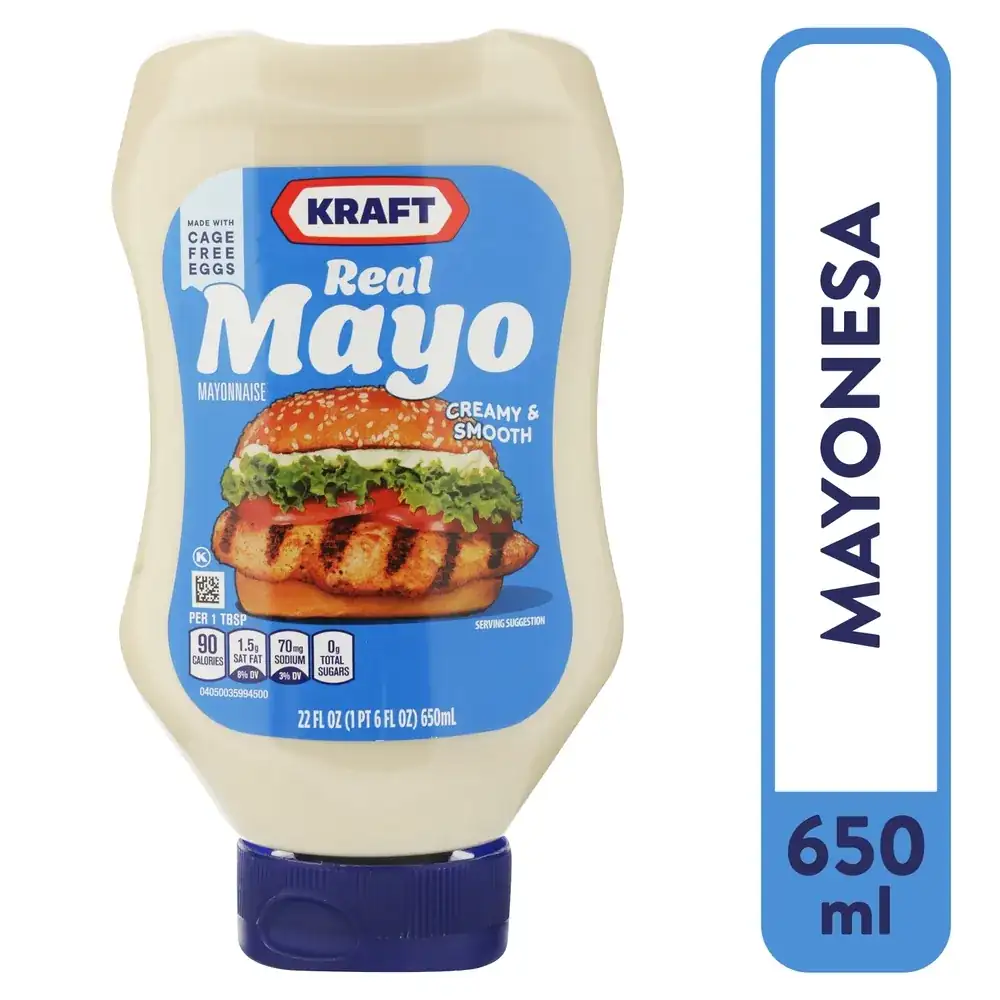 KRAFT
MADE WITH
CAGE
FREE
EGGS
Real
Mayo
MAYONNAISE
CREAMY &
SMOOTH
K
PER 1 TBSP
SERVING SUGGESTION
90
CALORIES
1.5g
SAT FAT
8% DV
70mg
SODIUM
3% DV
0g
TOTAL
SUGARS
04050035994500
22 FL OZ (1 PT 6 FL OZ) 650mL
MAYONESA
650
ml